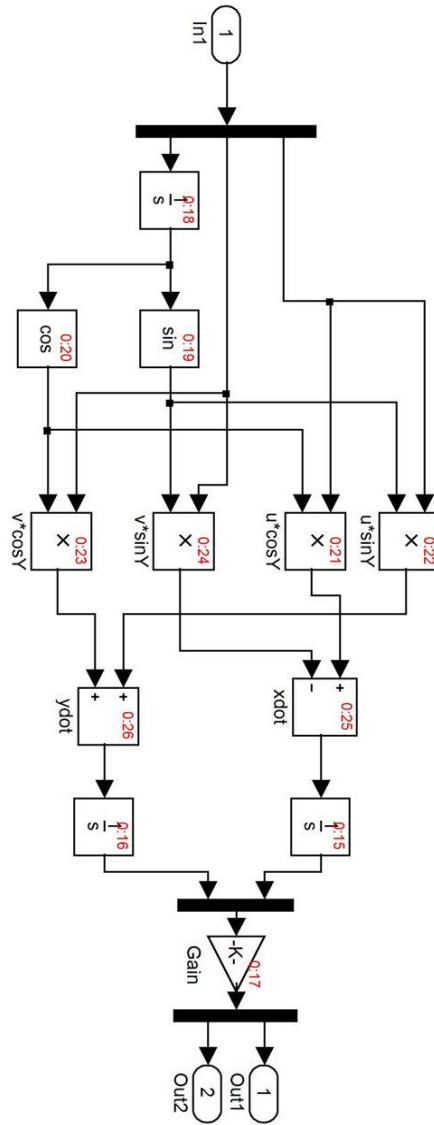 1
In1
0:18
1
s
0:20
cos
0:19
sin
0:22
×
u*sinY
0:21
×
u*cosY
0:24
×
v*sinY
0:23
×
v*cosY
0:25
+
−
xdot
0:26
+
+
ydot
0:15
1
s
0:16
1
s
0:17
-K-
Gain
1
Out1
2
Out2